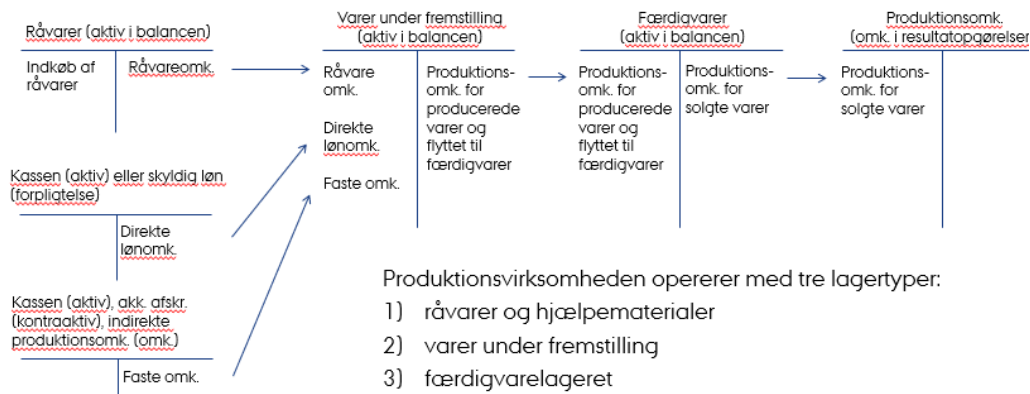 Råvarer (aktiv i balancen)
Indkøb af
råvarer
Råvareomk.
Kassen (aktiv) eller skyldig løn
(forpligtelse)
Direkte
lønomk.
Kassen (aktiv), akk. afskr.
(kontraaktiv), indirekte
produktionsomk. (omk.)
Faste omk.
Varer under fremstilling
(aktiv i balancen)
Råvare
omk.
Direkte
lønomk.
Faste omk.
Produktions-
omk. for
producerede
varer og
flyttet til
færdigvarer
Færdigvarer
(aktiv i balancen)
Produktions-
omk. for
producerede
varer og
flyttet til
færdigvarer
Produktions-
omk. for
solgte varer
Produktionsomk.
(omk. i resultatopgørelsen
Produktions-
omk. for
solgte varer
Produktionsvirksomheden opererer med tre lagertyper:
1) råvarer og hjælpematerialer
2) varer under fremstilling
3) færdigvarelageret